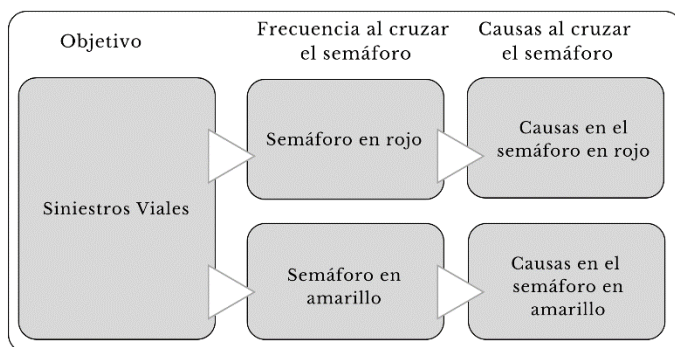 Objetivo
Frecuencia al cruzar
el semáforo
Causas al cruzar
el semáforo
Siniestros Viales
Semáforo en rojo
Causas en el
semáforo en rojo
Semáforo en
amarillo
Causas en el
semáforo en
amarillo